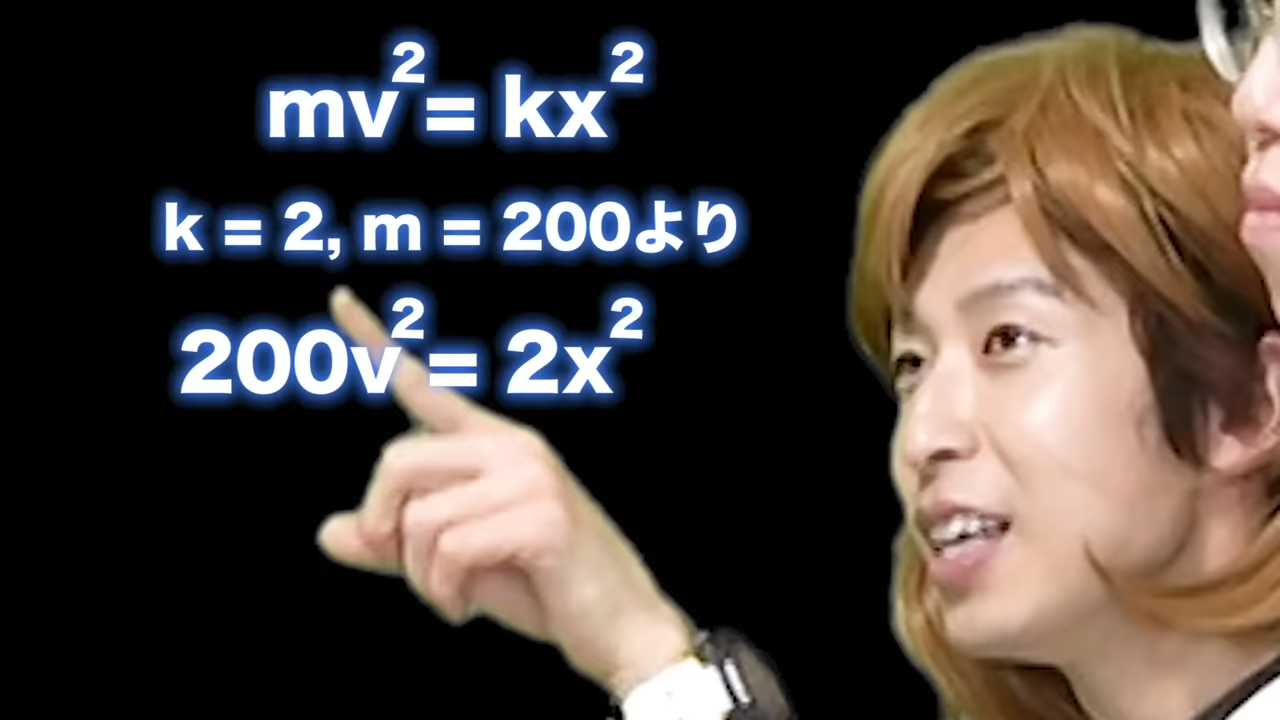 mv²= kx²
k = 2, m = 200より
200v²= 2x²